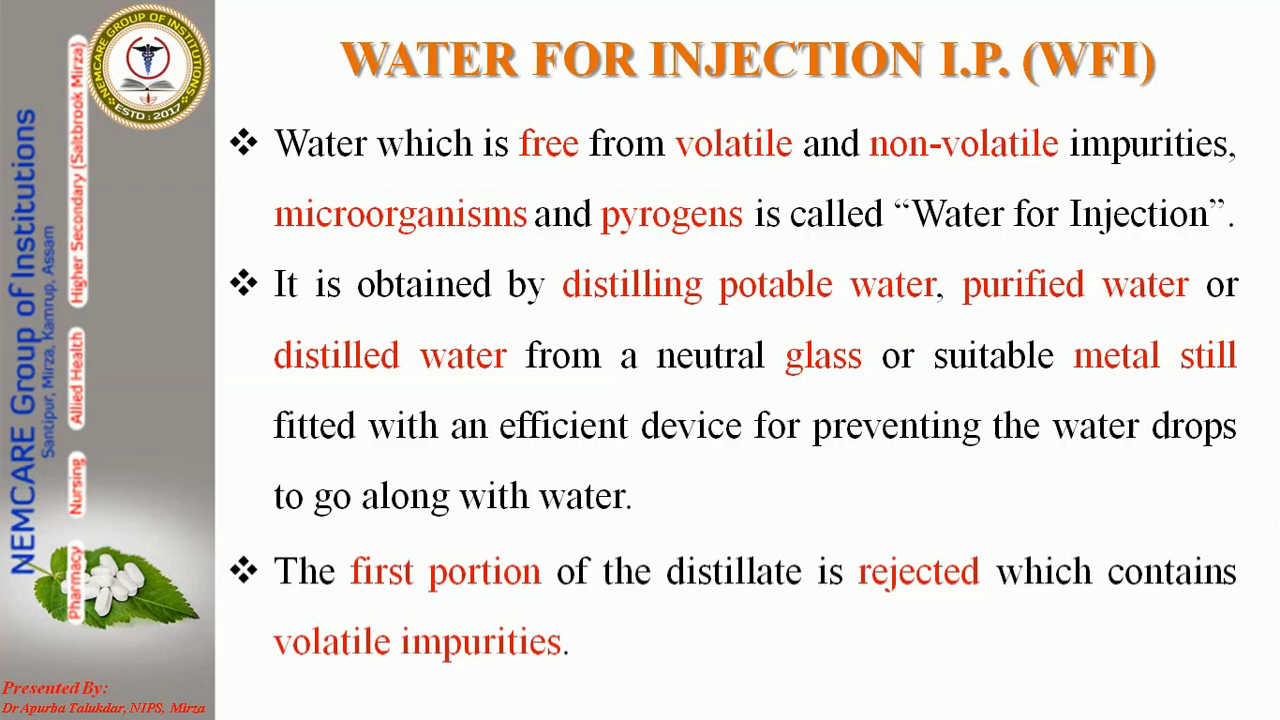 WATER FOR INJECTION I.P. (WFI)
❖ Water which is free from volatile and non-volatile impurities,
microorganisms and pyrogens is called “Water for Injection”.
❖ It is obtained by distilling potable water, purified water or
distilled water from a neutral glass or suitable metal still
fitted with an efficient device for preventing the water drops
to go along with water.
❖ The first portion of the distillate is rejected which contains
volatile impurities.
NEMCARE GROUP OF INSTITUTIONS
ESTD : 2017
NEMCARE Group of Institutions
Santipur, Mirza, Kamrup, Assam
Pharmacy Nursing Allied Health Higher Secondary (Saltbrook Mirza)
Presented By:
Dr Apurba Talukdar, NIPS, Mirza